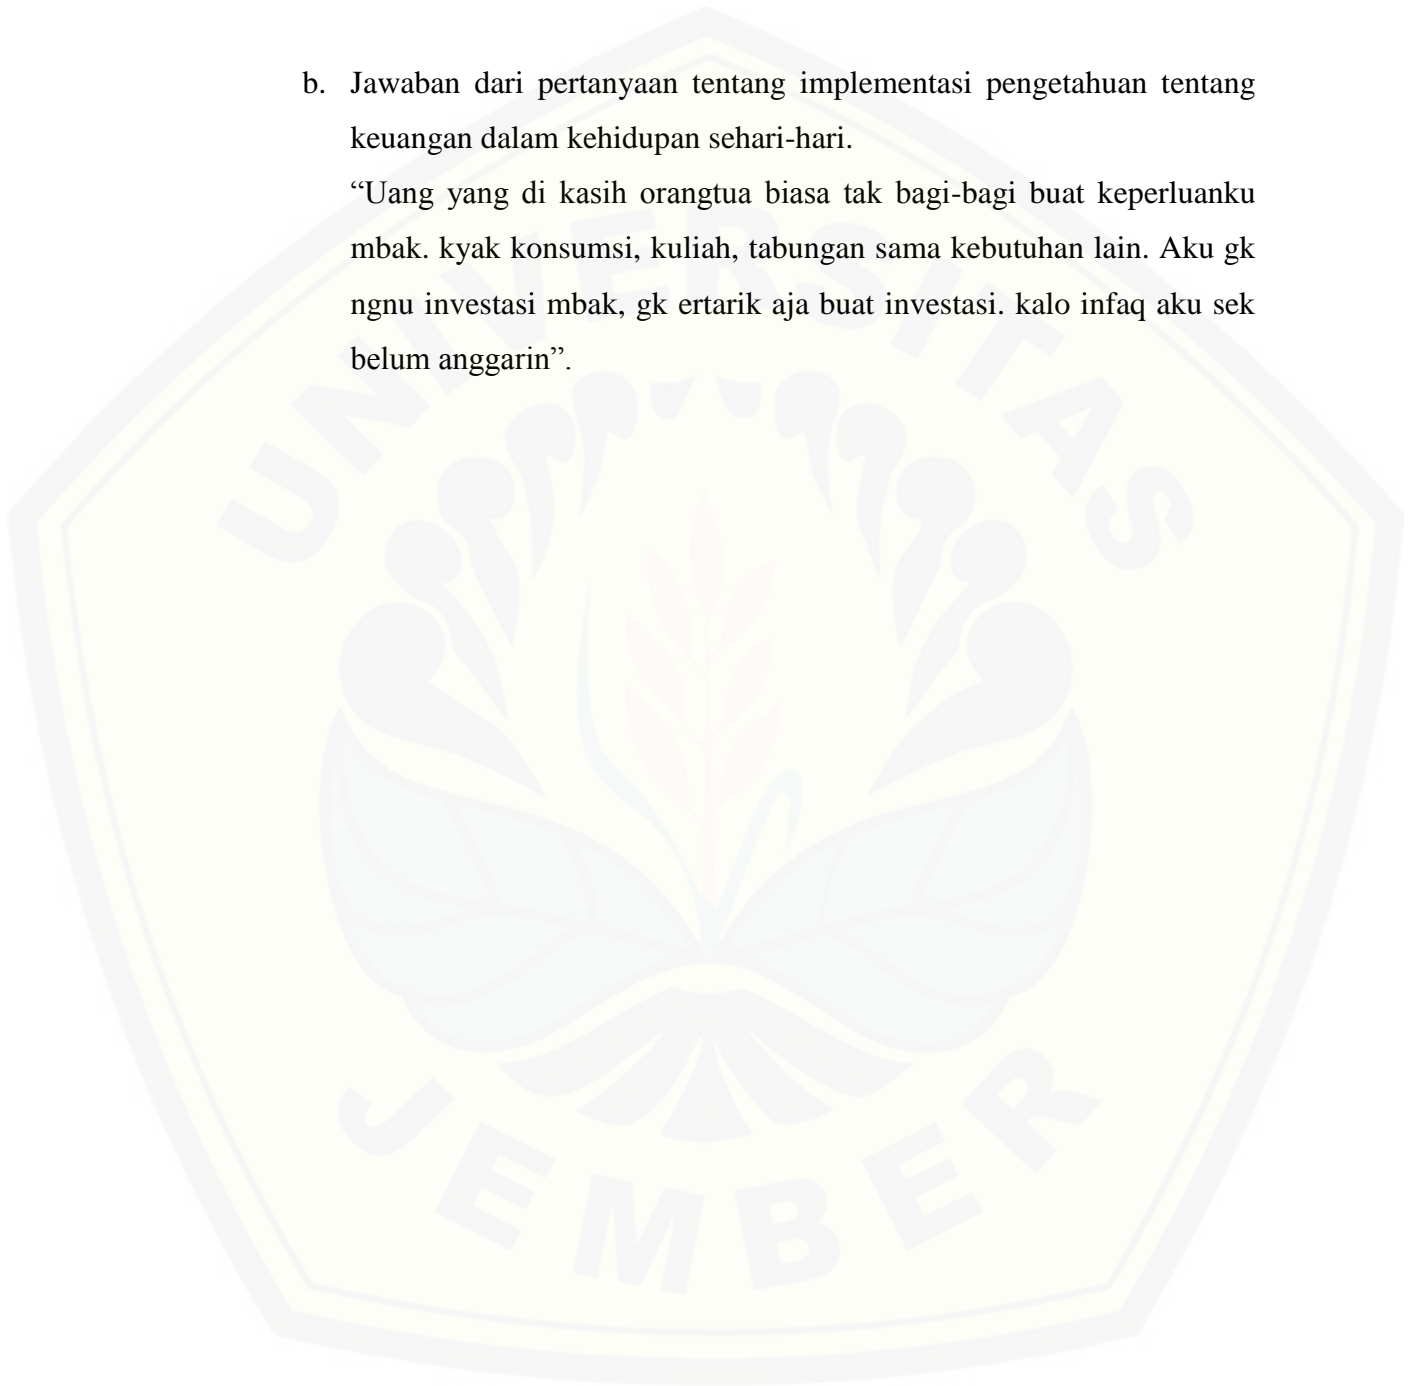 b. Jawaban dari pertanyaan tentang implementasi pengetahuan tentang
keuangan dalam kehidupan sehari-hari.
“Uang yang di kasih orangtua biasa tak bagi-bagi buat keperluanku
mbak. kyak konsumsi, kuliah, tabungan sama kebutuhan lain. Aku gk
ngnu investasi mbak, gk ertarik aja buat investasi. kalo infaq aku sek
belum anggarin”.
UNIVERSITAS
JEMBER